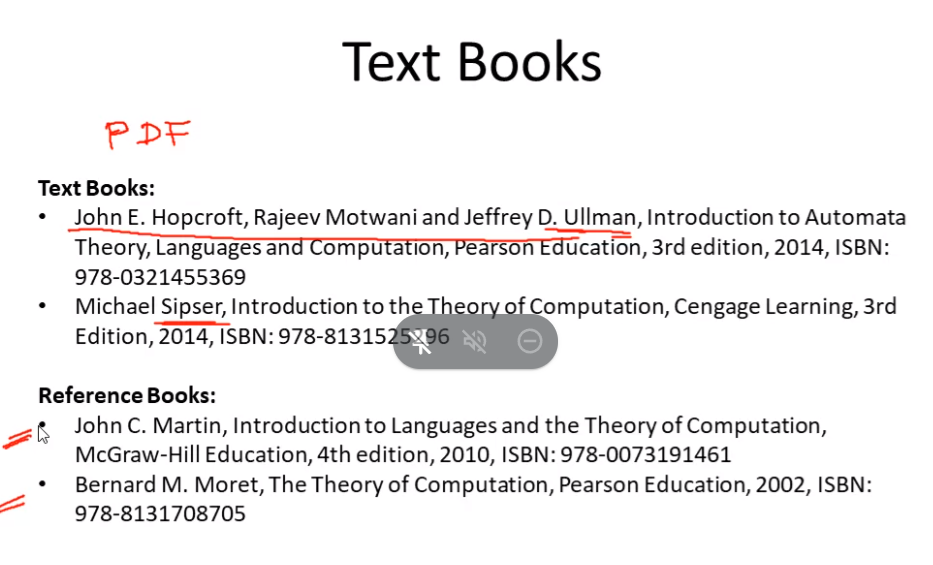 Text Books
PDF
Text Books:
• John E. Hopcroft, Rajeev Motwani and Jeffrey D. Ullman, Introduction to Automata
Theory, Languages and Computation, Pearson Education, 3rd edition, 2014, ISBN:
978-0321455369
• Michael Sipser, Introduction to the Theory of Computation, Cengage Learning, 3rd
Edition, 2014, ISBN:
Reference Books:
• John C. Martin, Introduction to Languages and the Theory of Computation,
McGraw-Hill Education, 4th edition, 2010, ISBN: 978-0073191461
• Bernard M. Moret, The Theory of Computation, Pearson Education, 2002, ISBN:
978-8131708705